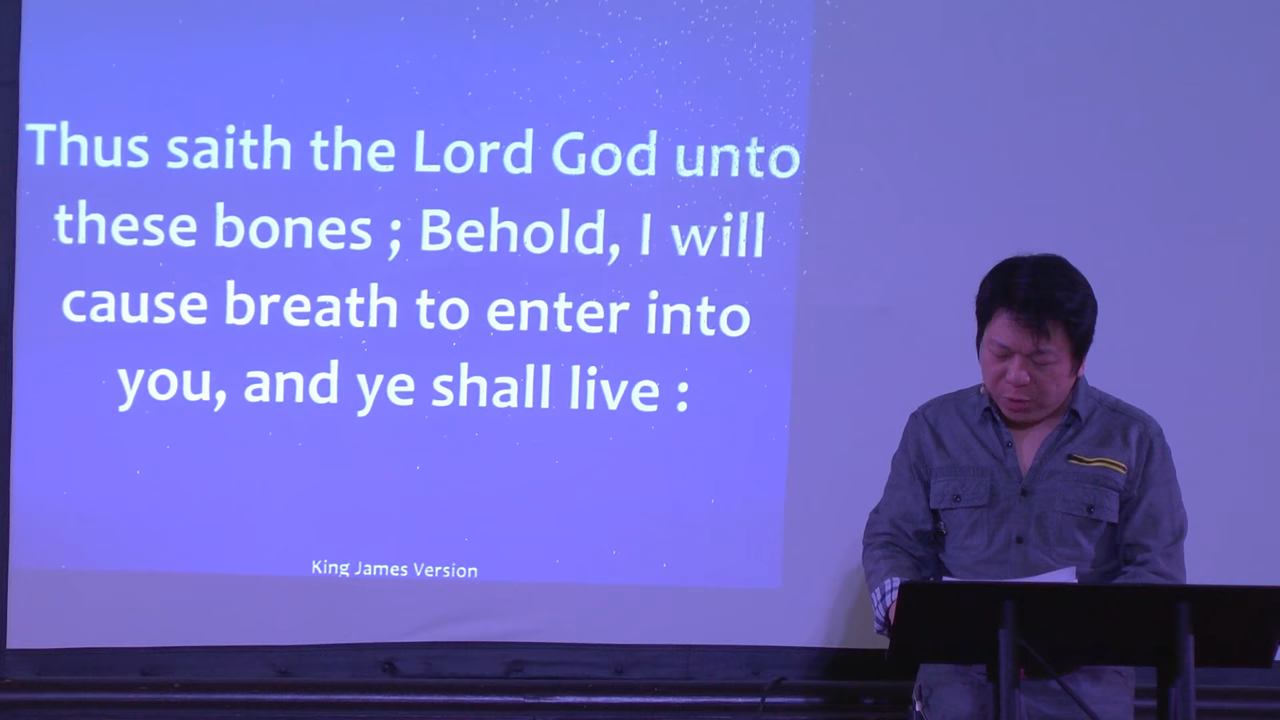 Thus saith the Lord God unto
these bones ; Behold, I will
cause breath to enter into
you, and ye shall live :
King James Version